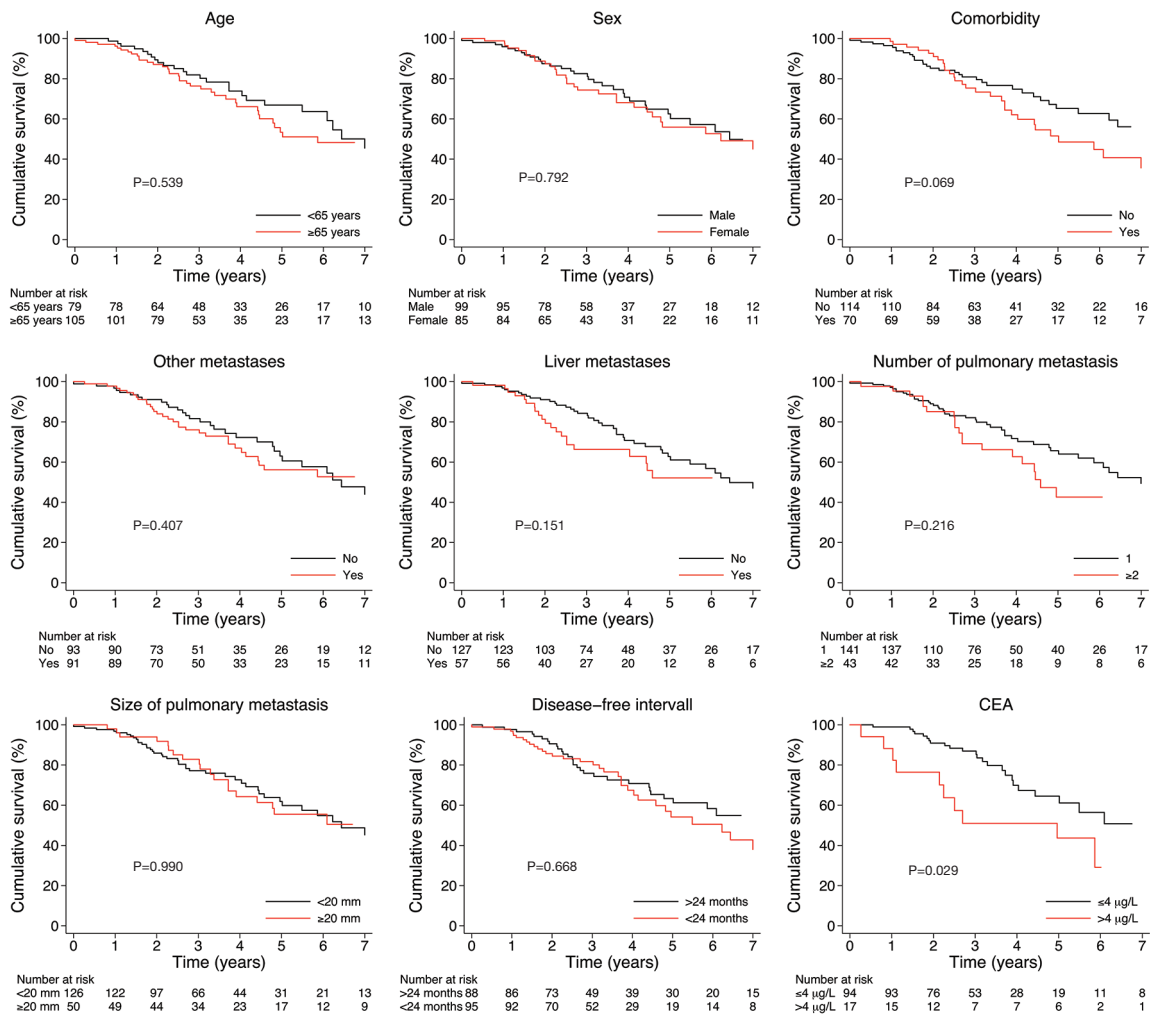 Age
Cumulative survival (%)
100
80
60
40
20
0
P=0.539
<65 years
≥65 years
0 1 2 3 4 5 6 7
Time (years)
Number at risk
<65 years 79 78 64 48 33 26 17 10
≥65 years 105 101 79 53 35 23 17 13
Sex
Cumulative survival (%)
100
80
60
40
20
0
P=0.792
Male
Female
0 1 2 3 4 5 6 7
Time (years)
Number at risk
Male 99 95 78 58 37 27 18 12
Female 85 84 65 43 31 22 16 11
Comorbidity
Cumulative survival (%)
100
80
60
40
20
0
P=0.069
No
Yes
0 1 2 3 4 5 6 7
Time (years)
Number at risk
No 114 110 84 63 41 32 22 16
Yes 70 69 59 38 27 17 12 7
Other metastases
Cumulative survival (%)
100
80
60
40
20
0
P=0.407
No
Yes
0 1 2 3 4 5 6 7
Time (years)
Number at risk
No 93 90 73 51 35 26 19 12
Yes 91 89 70 50 33 23 15 11
Liver metastases
Cumulative survival (%)
100
80
60
40
20
0
P=0.151
No
Yes
0 1 2 3 4 5 6 7
Time (years)
Number at risk
No 127 123 103 74 48 37 26 17
Yes 57 56 40 27 20 12 8 6
Number of pulmonary metastasis
Cumulative survival (%)
100
80
60
40
20
0
P=0.216
1
≥2
0 1 2 3 4 5 6 7
Time (years)
Number at risk
1 141 137 110 76 50 40 26 17
≥2 43 42 33 25 18 9 8 6
Size of pulmonary metastasis
Cumulative survival (%)
100
80
60
40
20
0
P=0.990
<20 mm
≥20 mm
0 1 2 3 4 5 6 7
Time (years)
Number at risk
<20 mm 126 122 97 66 44 31 21 13
≥20 mm 50 49 44 34 23 17 12 9
Disease−free intervall
Cumulative survival (%)
100
80
60
40
20
0
P=0.668
>24 months
<24 months
0 1 2 3 4 5 6 7
Time (years)
Number at risk
>24 months 88 86 73 49 39 30 20 15
<24 months 95 92 70 52 29 19 14 8
CEA
Cumulative survival (%)
100
80
60
40
20
0
P=0.029
≤4 μg/L
>4 μg/L
0 1 2 3 4 5 6 7
Time (years)
Number at risk
≤4 μg/L 94 93 76 53 28 19 11 8
>4 μg/L 17 15 12 7 7 6 2 1